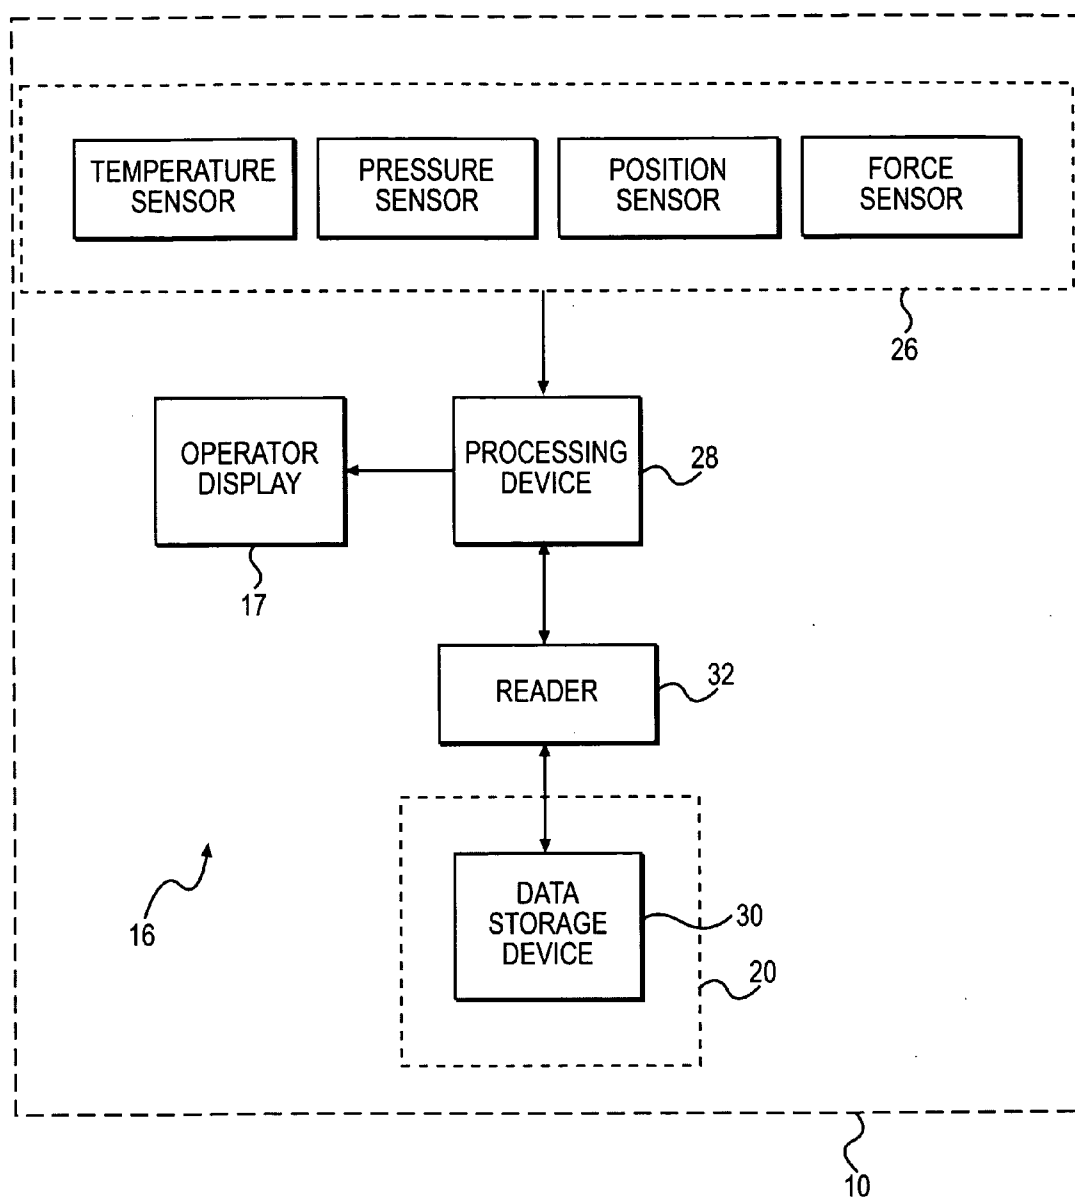 TEMPERATURE
SENSOR
PRESSURE
SENSOR
POSITION
SENSOR
FORCE
SENSOR
26
OPERATOR
DISPLAY
PROCESSING
DEVICE
28
17
READER
32
DATA
STORAGE
DEVICE
30
16
20
10